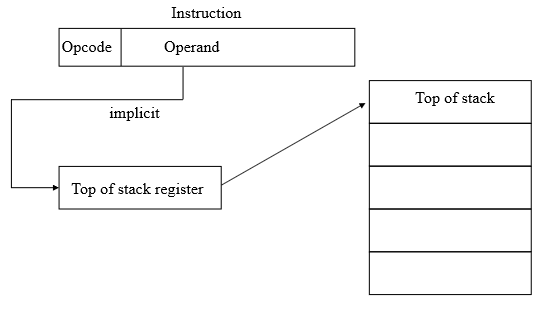 Instruction
Opcode
Operand
Top of stack
implicit
Top of stack register